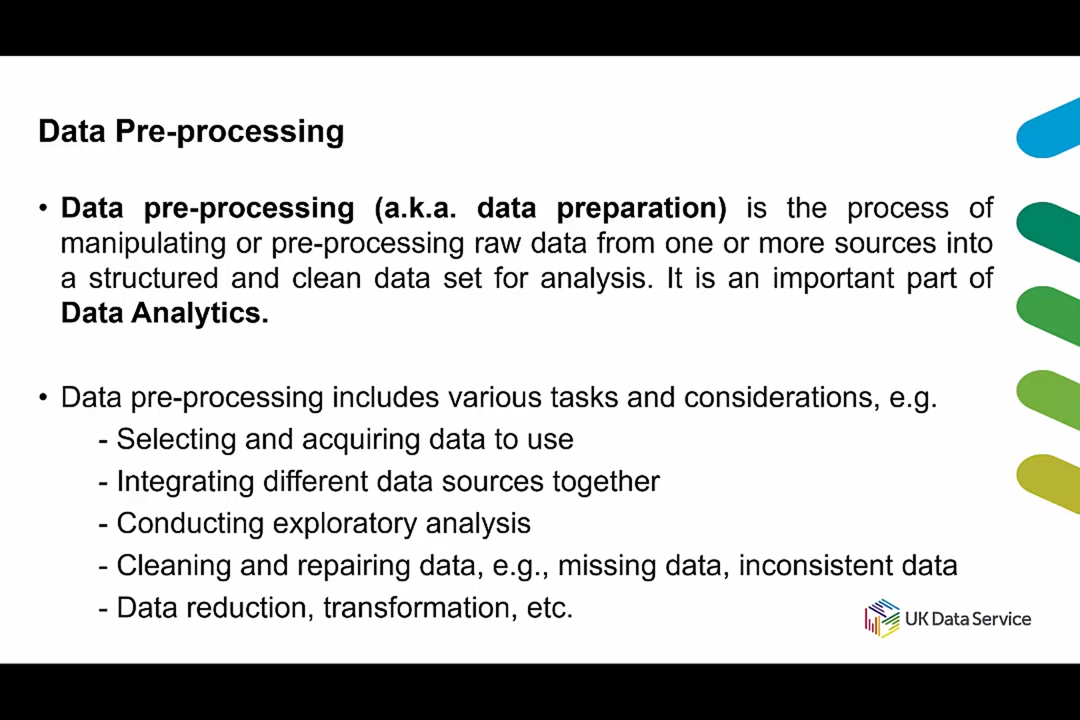 Data Pre-processing
• Data pre-processing (a.k.a. data preparation) is the process of
manipulating or pre-processing raw data from one or more sources into
a structured and clean data set for analysis. It is an important part of
Data Analytics.
• Data pre-processing includes various tasks and considerations, e.g.
- Selecting and acquiring data to use
- Integrating different data sources together
- Conducting exploratory analysis
- Cleaning and repairing data, e.g., missing data, inconsistent data
- Data reduction, transformation, etc.
UK Data Service